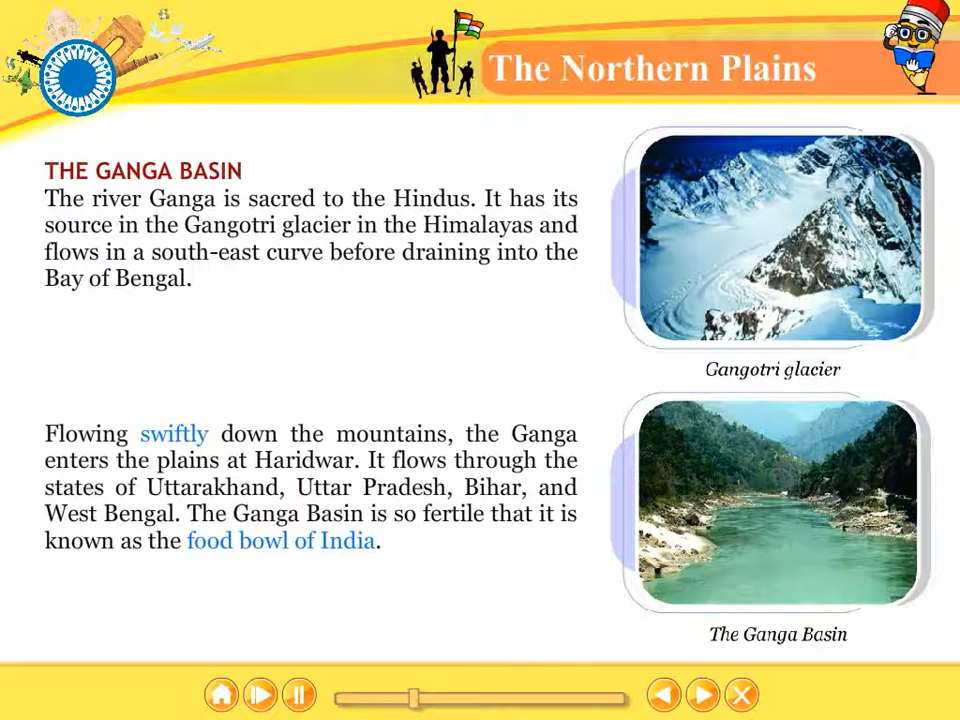 The Northern Plains
THE GANGA BASIN
The river Ganga is sacred to the Hindus. It has its
source in the Gangotri glacier in the Himalayas and
flows in a south-east curve before draining into the
Bay of Bengal.
Gangotri glacier
Flowing swiftly down the mountains, the Ganga
enters the plains at Haridwar. It flows through the
states of Uttarakhand, Uttar Pradesh, Bihar, and
West Bengal. The Ganga Basin is so fertile that it is
known as the food bowl of India.
The Ganga Basin